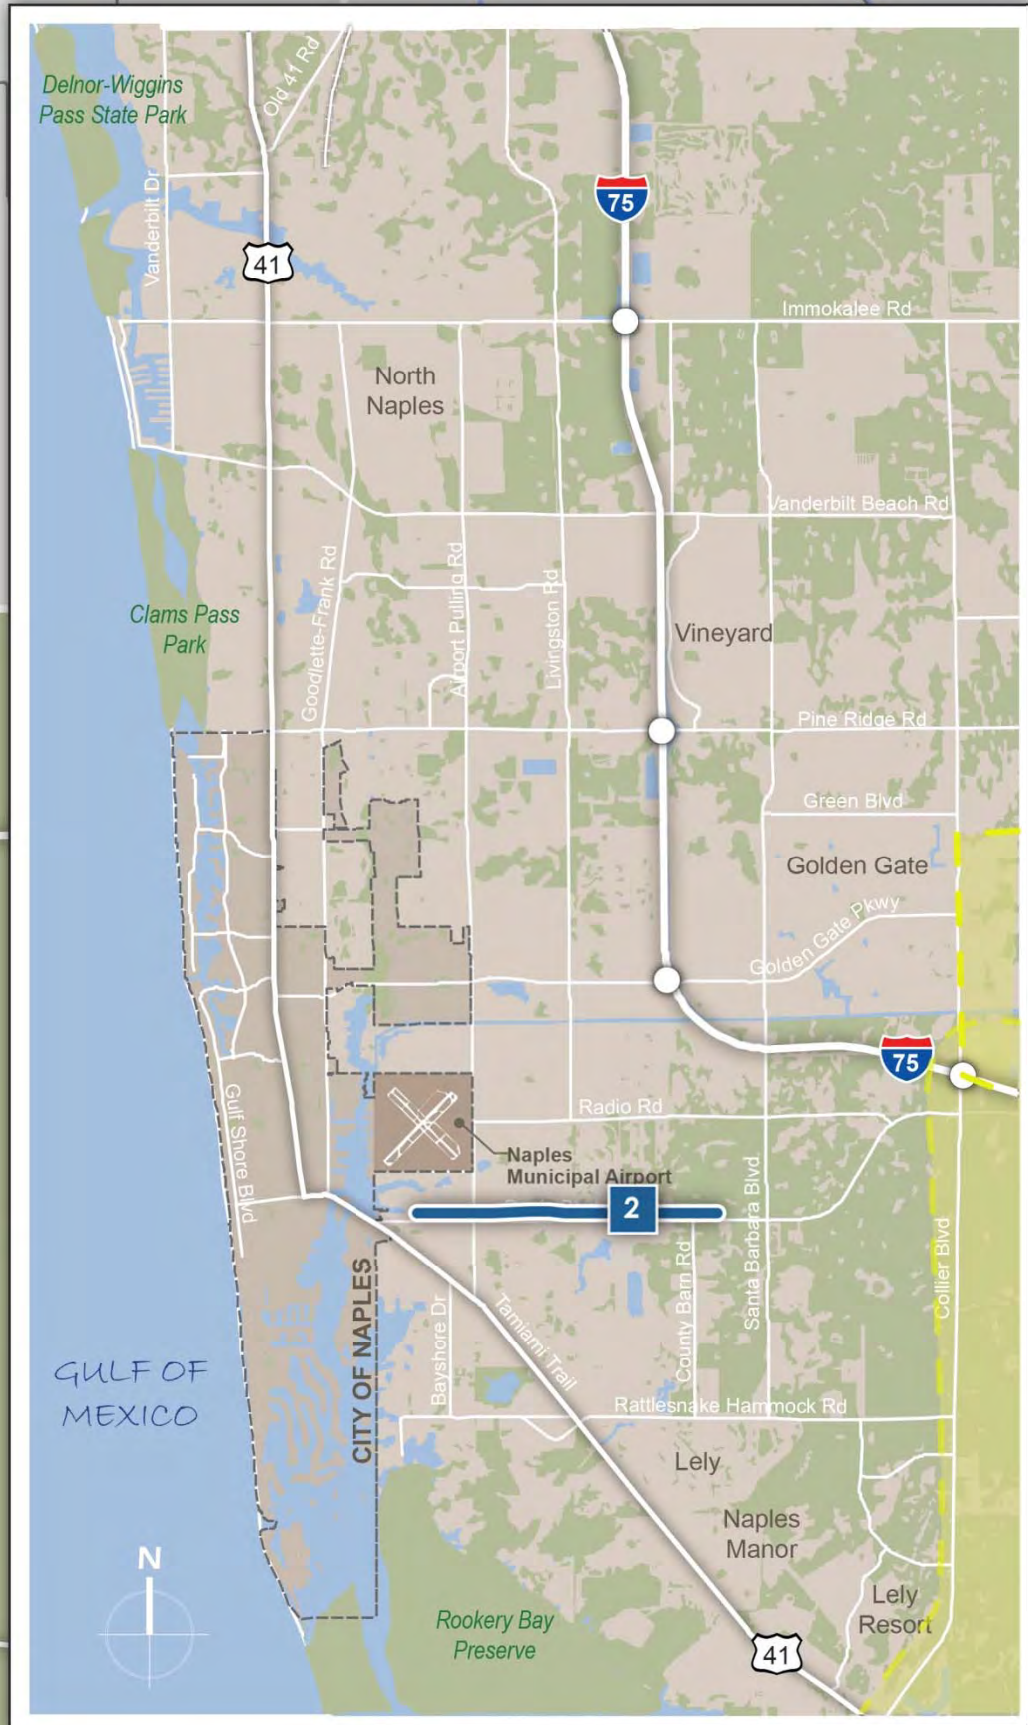 Delnor-Wiggins
Pass State Park
Old 41 Rd
Vanderbilt Dr
75
41
Immokalee Rd
North
Naples
Vanderbilt Beach Rd
Goodlette-Frank Rd
Airport Pulling Rd
Livingston Rd
Clams Pass
Park
Vineyard
Pine Ridge Rd
Green Blvd
Golden Gate
Golden Gate Pkwy
75
Gulf Shore Blvd
Radio Rd
Naples
Municipal Airport
2
Santa Barbara Blvd.
County Barn Rd
Collier Blvd
CITY OF NAPLES
Bayshore Dr
Tamiami Trail
GULF OF
MEXICO
Rattlesnake Hammock Rd
Lely
Naples
Manor
N
Lely
Resort
Rookery Bay
Preserve
41